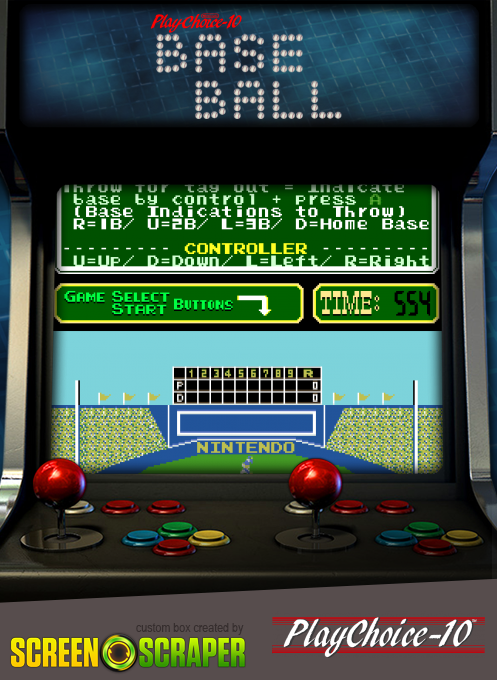 PlayChoice-10
BASE
BALL
Throw for tag out = Indicate
base by control + press A
(Base Indications to Throw)
R=1B/ U=2B/ L=3B/ D=Home Base
- - - - - - - - - CONTROLLER - - - - - - - - -
U=Up/ D=Down/ L=Left/ R=Right
GAME SELECT
START BUTTONS
TIME: 554
1 2 3 4 5 6 7 8 9 R
P 0
D 0
NINTENDO
custom box created by
SCREEN SCRAPER
PlayChoice-10™